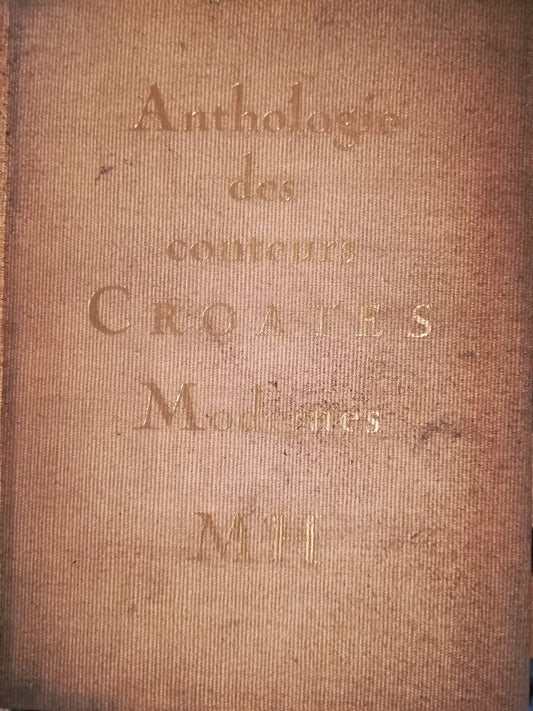 Anthologie
des
conteurs
CROATES
Modernes
MH